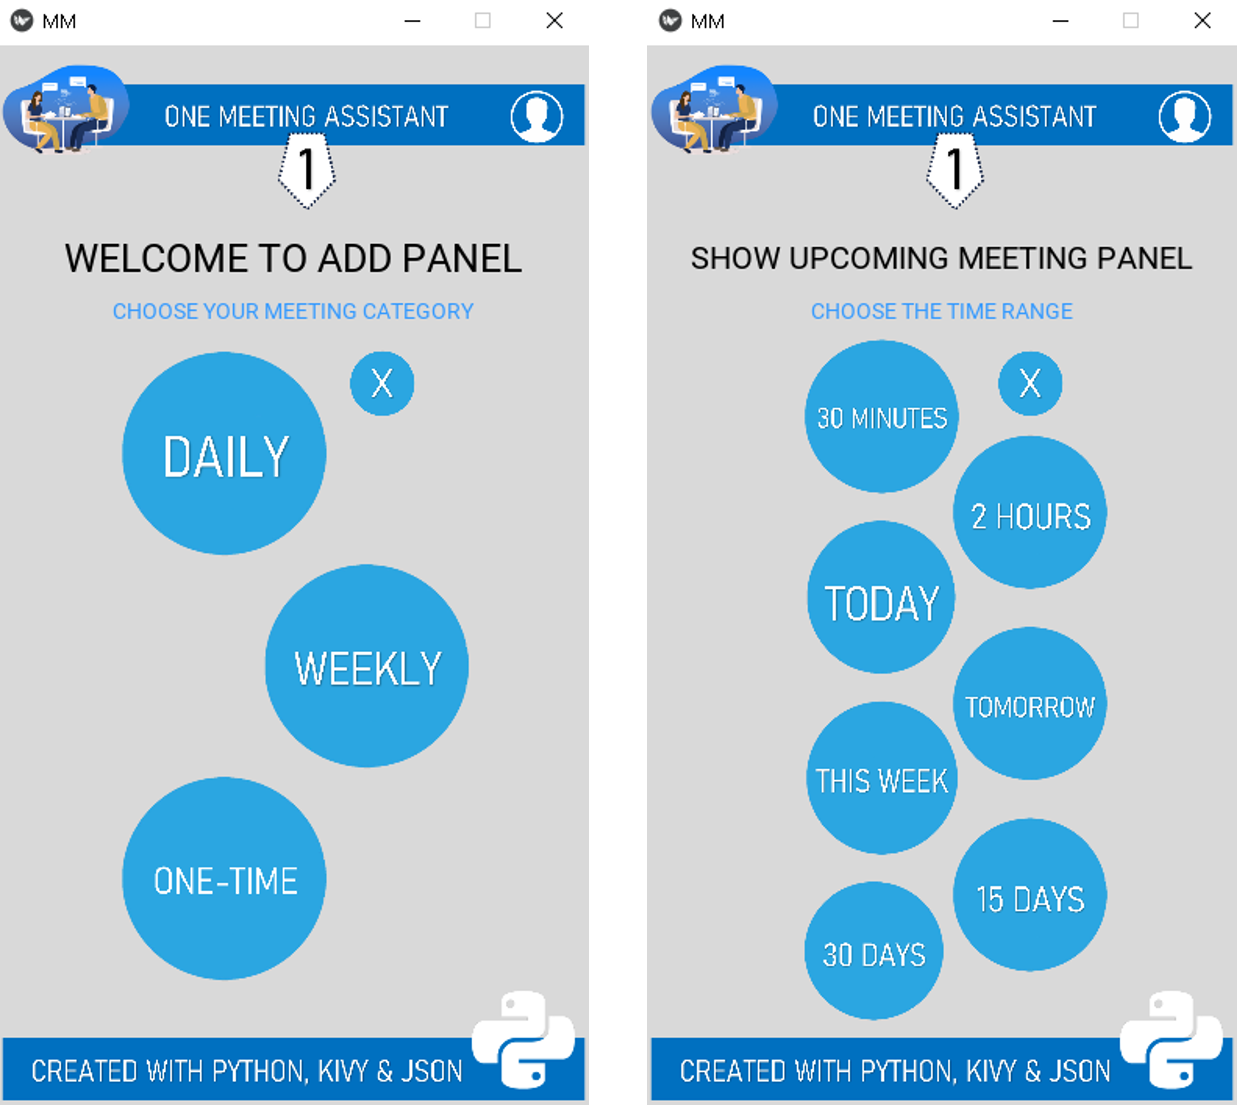 MM
ONE MEETING ASSISTANT
1
WELCOME TO ADD PANEL
CHOOSE YOUR MEETING CATEGORY
X
DAILY
WEEKLY
ONE-TIME
CREATED WITH PYTHON, KIVY & JSON
MM
ONE MEETING ASSISTANT
1
SHOW UPCOMING MEETING PANEL
CHOOSE THE TIME RANGE
X
30 MINUTES
2 HOURS
TODAY
TOMORROW
THIS WEEK
15 DAYS
30 DAYS
CREATED WITH PYTHON, KIVY & JSON